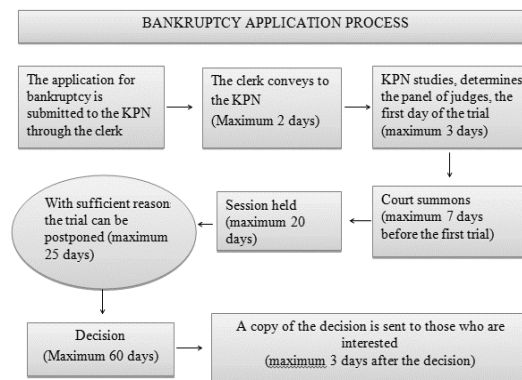 BANKRUPTCY APPLICATION PROCESS
The application for
bankruptcy is
submitted to the KPN
through the clerk
The clerk conveys to
the KPN
(Maximum 2 days)
KPN studies, determines
the panel of judges, the
first day of the trial
(maximum 3 days)
Court summons
(maximum 7 days
before the first trial)
Session held
(maximum 20
days)
With sufficient reason
the trial can be
postponed (maximum
25 days)
Decision
(Maximum 60 days)
A copy of the decision is sent to those who are
interested
(maximum 3 days after the decision)